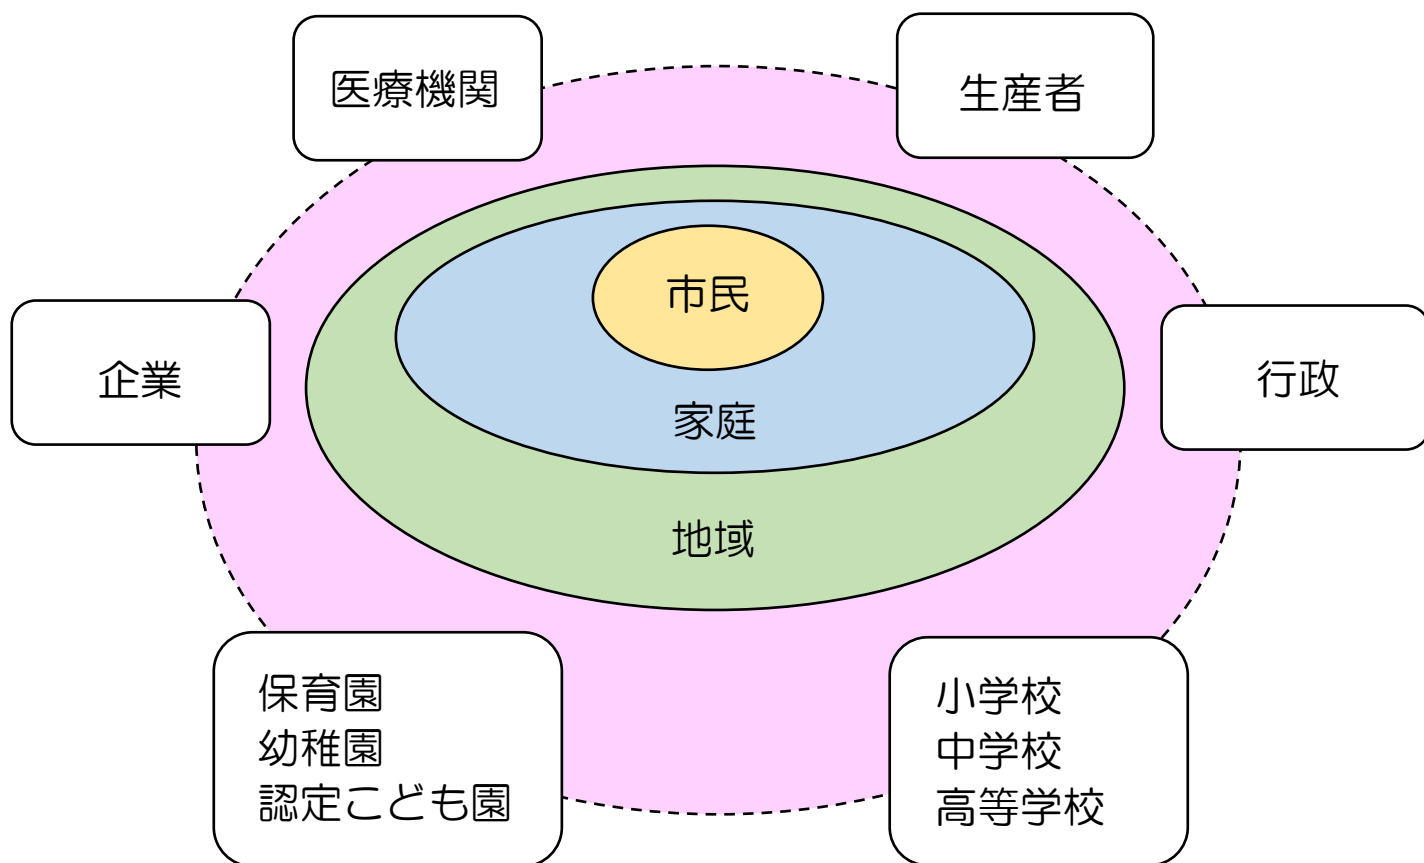 医療機関
生産者
市民
企業
行政
家庭
地域
保育園
幼稚園
認定こども園
小学校
中学校
高等学校